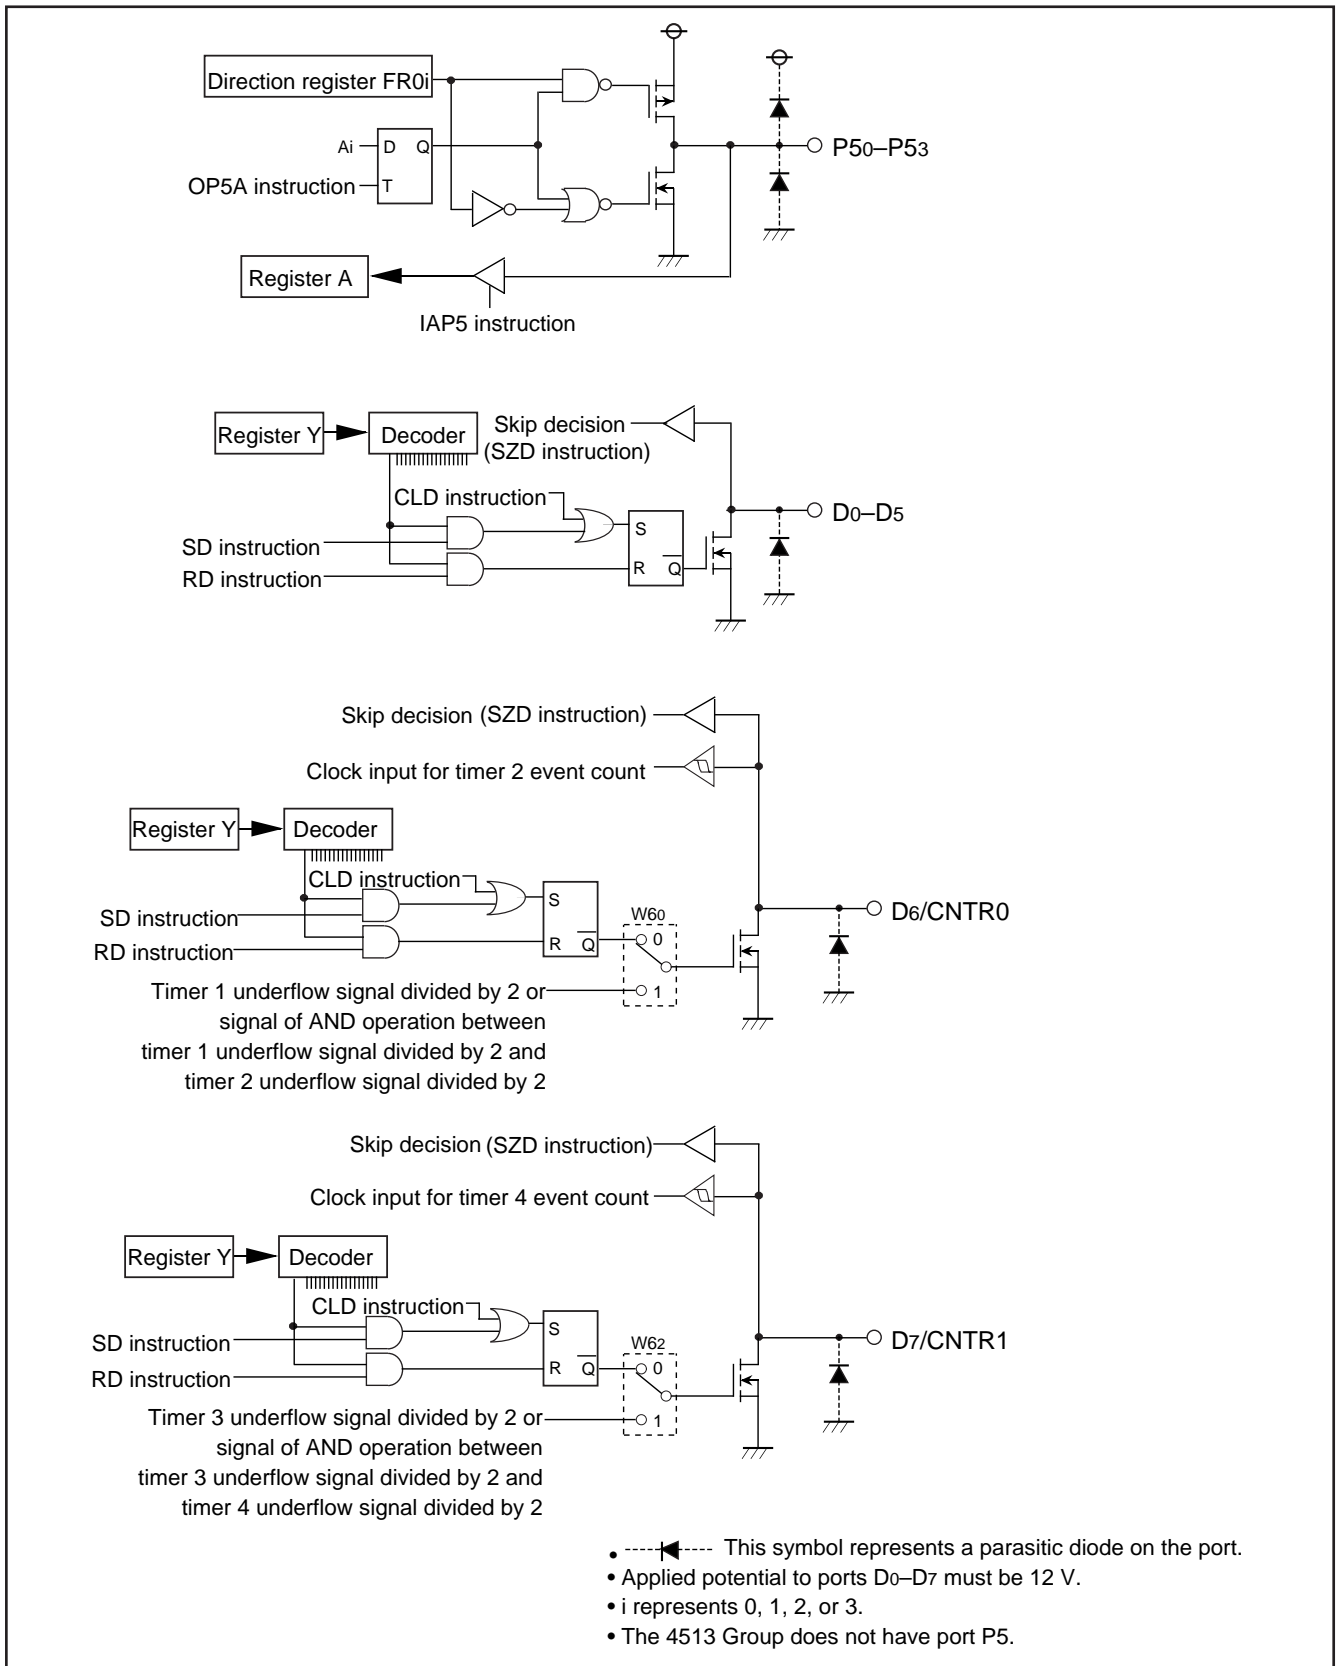 Direction register FR0i
Ai
D Q
OP5A instruction
T
P50–P53
Register A
IAP5 instruction
Register Y
Decoder
Skip decision
(SZD instruction)
CLD instruction
S
SD instruction
RD instruction
R Q
D0–D5
Skip decision (SZD instruction)
Clock input for timer 2 event count
Register Y
Decoder
CLD instruction
S
SD instruction
RD instruction
R Q
W60
0
1
D6/CNTR0
Timer 1 underflow signal divided by 2 or
signal of AND operation between
timer 1 underflow signal divided by 2 and
timer 2 underflow signal divided by 2
Skip decision (SZD instruction)
Clock input for timer 4 event count
Register Y
Decoder
CLD instruction
S
SD instruction
RD instruction
R Q
W62
0
1
D7/CNTR1
Timer 3 underflow signal divided by 2 or
signal of AND operation between
timer 3 underflow signal divided by 2 and
timer 4 underflow signal divided by 2
• This symbol represents a parasitic diode on the port.
• Applied potential to ports D0–D7 must be 12 V.
• i represents 0, 1, 2, or 3.
• The 4513 Group does not have port P5.